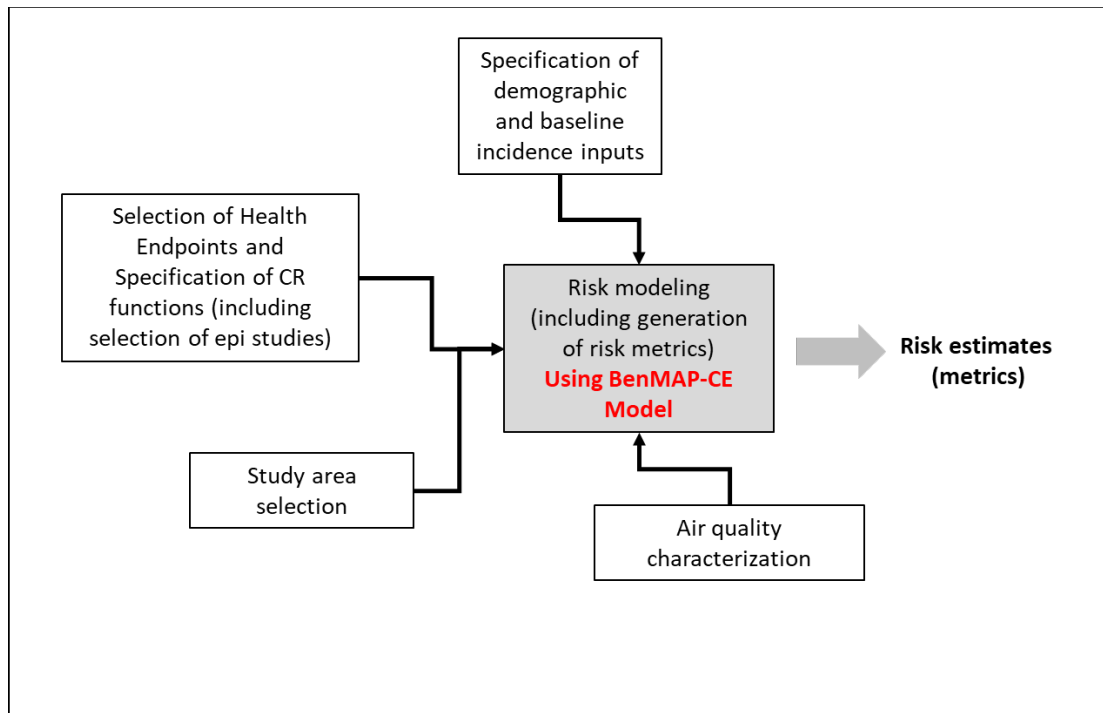 Specification of
demographic
and baseline
incidence inputs
Selection of Health
Endpoints and
Specification of CR
functions (including
selection of epi studies)
Risk modeling
(including generation
of risk metrics)
Using BenMAP-CE
Model
Risk estimates
(metrics)
Study area
selection
Air quality
characterization